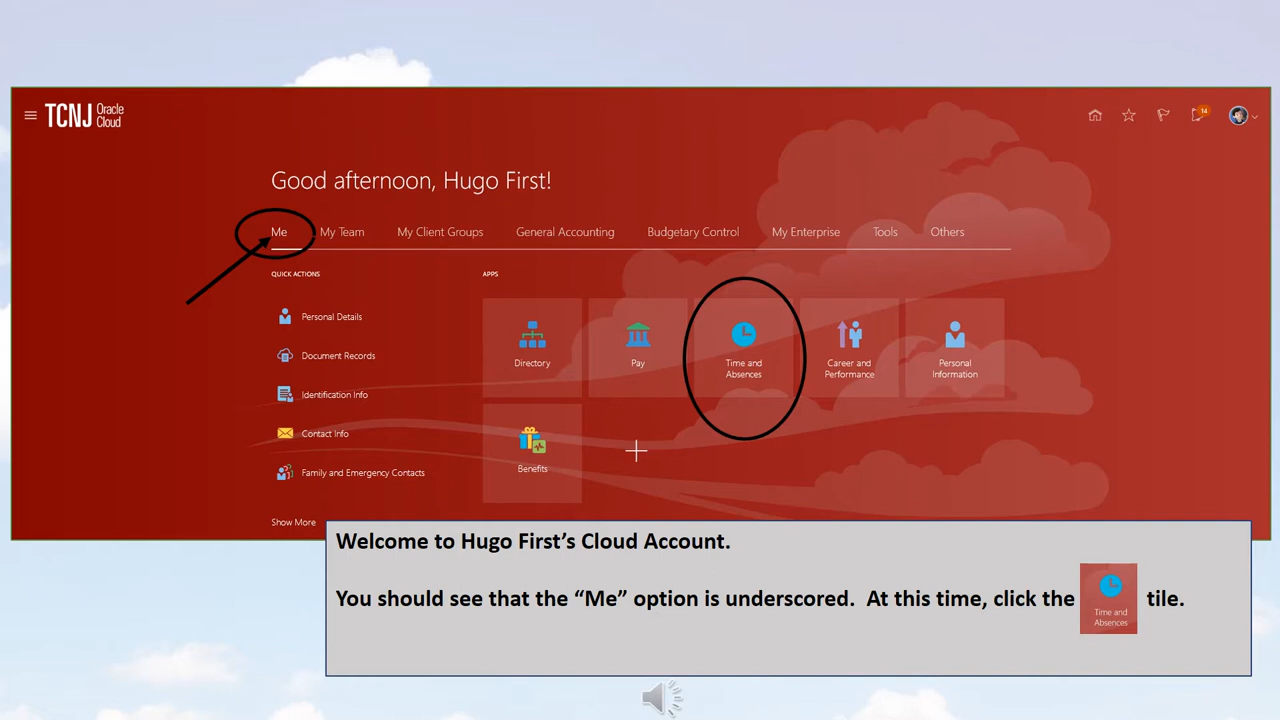 TCNJ Oracle
Cloud
14
Good afternoon, Hugo First!
Me My Team My Client Groups General Accounting Budgetary Control My Enterprise Tools Others
QUICK ACTIONS
Personal Details
Document Records
Identification Info
Contact Info
Family and Emergency Contacts
Show More
APPS
Directory
Pay
Time and
Absences
Career and
Performance
Personal
Information
Benefits
Welcome to Hugo First’s Cloud Account.
You should see that the “Me” option is underscored. At this time, click the Time and Absences tile.